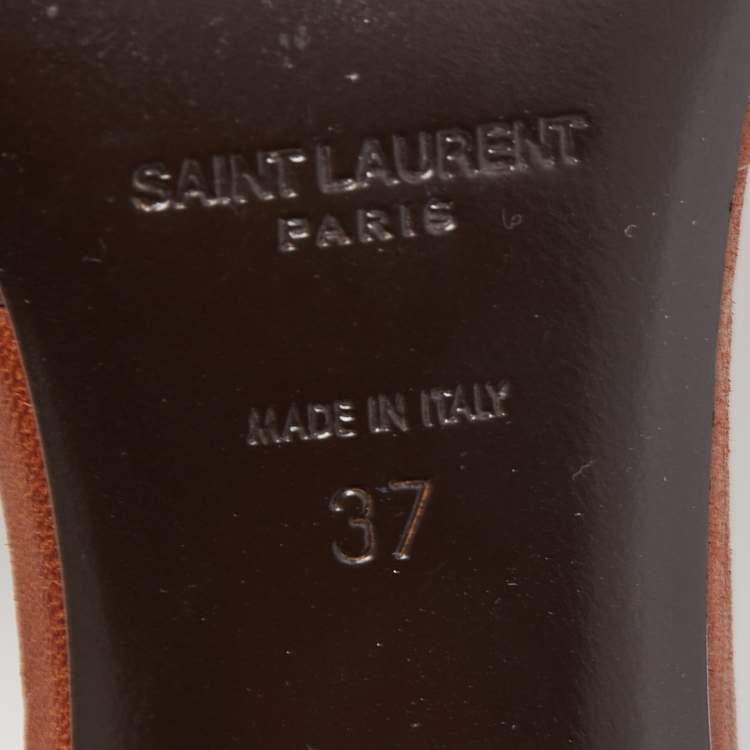 SAINT LAURENT
PARIS
MADE IN ITALY
37